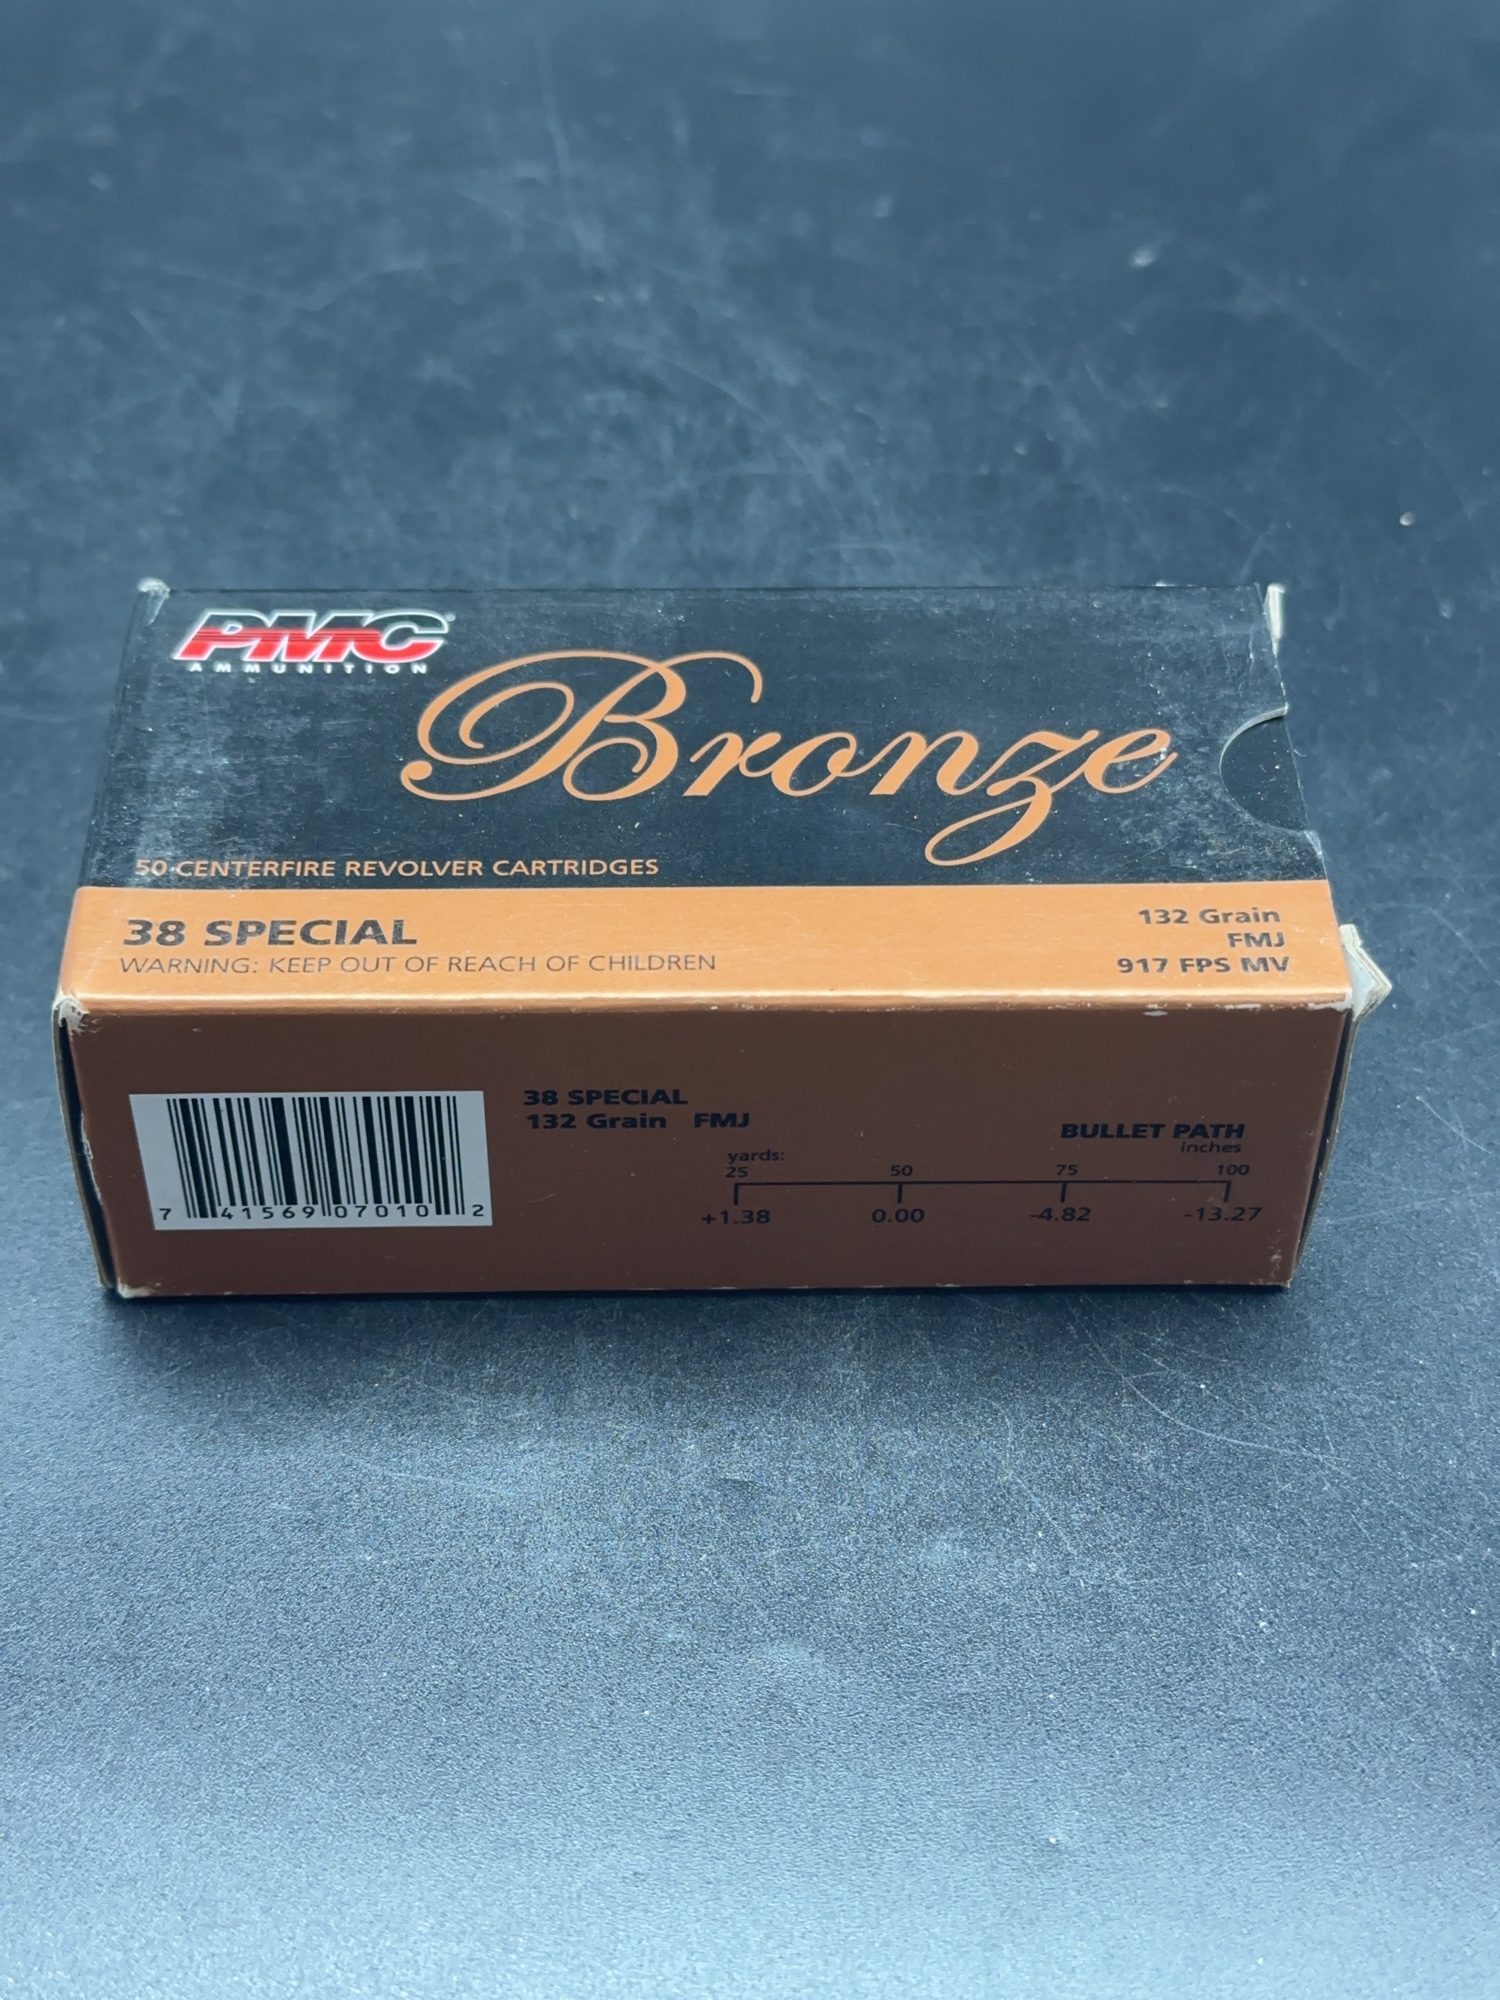 PMC®
AMMUNITION
Bronze
50 CENTERFIRE REVOLVER CARTRIDGES
38 SPECIAL
WARNING: KEEP OUT OF REACH OF CHILDREN
132 Grain
FMJ
917 FPS MV
7 41569 07010 2
38 SPECIAL
132 Grain FMJ
BULLET PATH
inches
yards:
25 50 75 100
+1.38 0.00 -4.82 -13.27